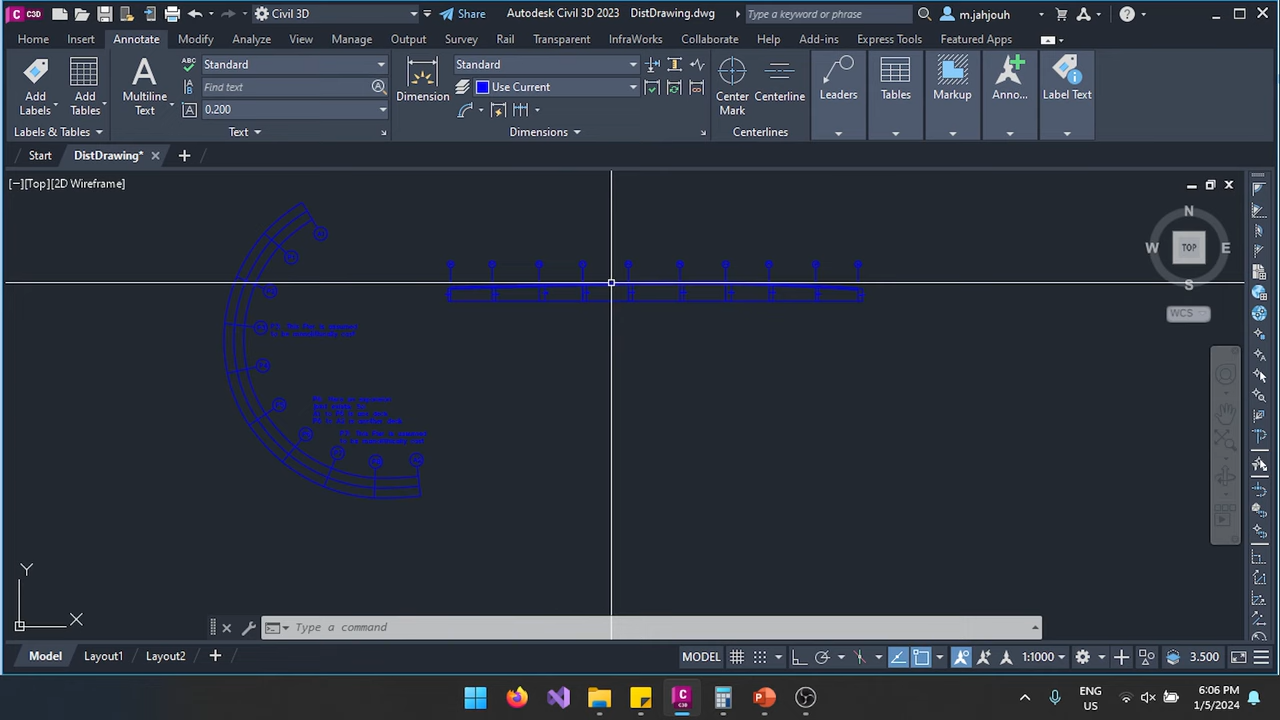 C3D
Civil 3D
Share
Autodesk Civil 3D 2023 DistDrawing.dwg
Type a keyword or phrase
m.jahjouh
Home
Insert
Annotate
Modify
Analyze
View
Manage
Output
Survey
Rail
Transparent
InfraWorks
Collaborate
Help
Add-ins
Express Tools
Featured Apps
Add Labels
Add Tables
Labels & Tables
Multiline Text
Standard
Find text
0.200
Text
Dimension
Standard
Use Current
Dimensions
Center Mark
Centerline
Centerlines
Leaders
Tables
Markup
Anno...
Label Text
Start
DistDrawing*
[−][Top][2D Wireframe]
N
W
TOP
E
S
WCS
Y
X
Type a command
Model
Layout1
Layout2
MODEL
1:1000
3.500
ENG
US
6:06 PM
1/5/2024